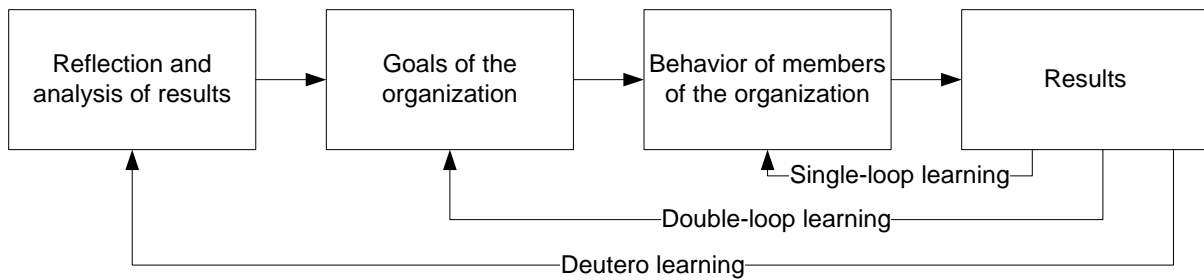 Reflection and
analysis of results
Goals of the
organization
Behavior of members
of the organization
Results
Single-loop learning
Double-loop learning
Deutero learning